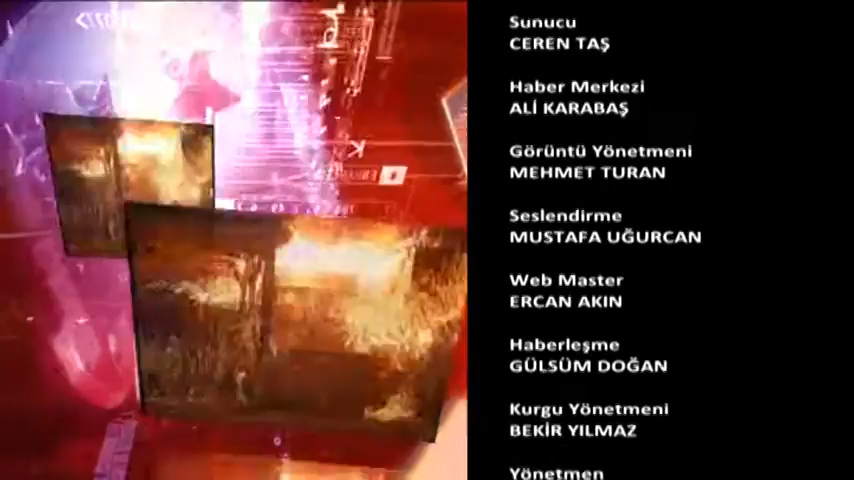 Sunucu
CEREN TAŞ
Haber Merkezi
ALİ KARABAŞ
Görüntü Yönetmeni
MEHMET TURAN
Seslendirme
MUSTAFA UĞURCAN
Web Master
ERCAN AKIN
Haberleşme
GÜLSÜM DOĞAN
Kurgu Yönetmeni
BEKİR YILMAZ
Yönetmen